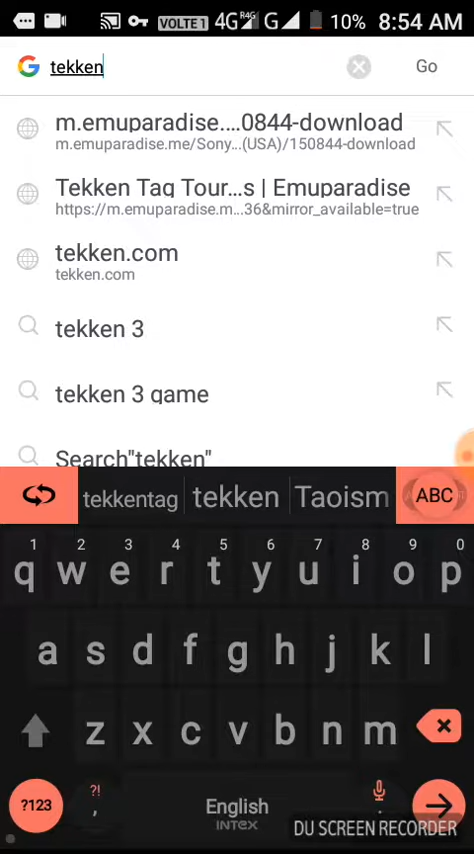 VOLTE 1 4G R4G G 10% 8:54 AM
G tekken Go
m.emuparadise....0844-download
m.emuparadise.me/Sony...(USA)/150844-download
Tekken Tag Tour...s | Emuparadise
https://m.emuparadise.m...36&mirror_available=true
tekken.com
tekken.com
tekken 3
tekken 3 game
Search"tekken"
tekkentag tekken Taoism ABC
1 2 3 4 5 6 7 8 9 0
q w e r t y u i o p
a s d f g h j k l
z x c v b n m
?123 ?! , English .
INTEX
DU SCREEN RECORDER